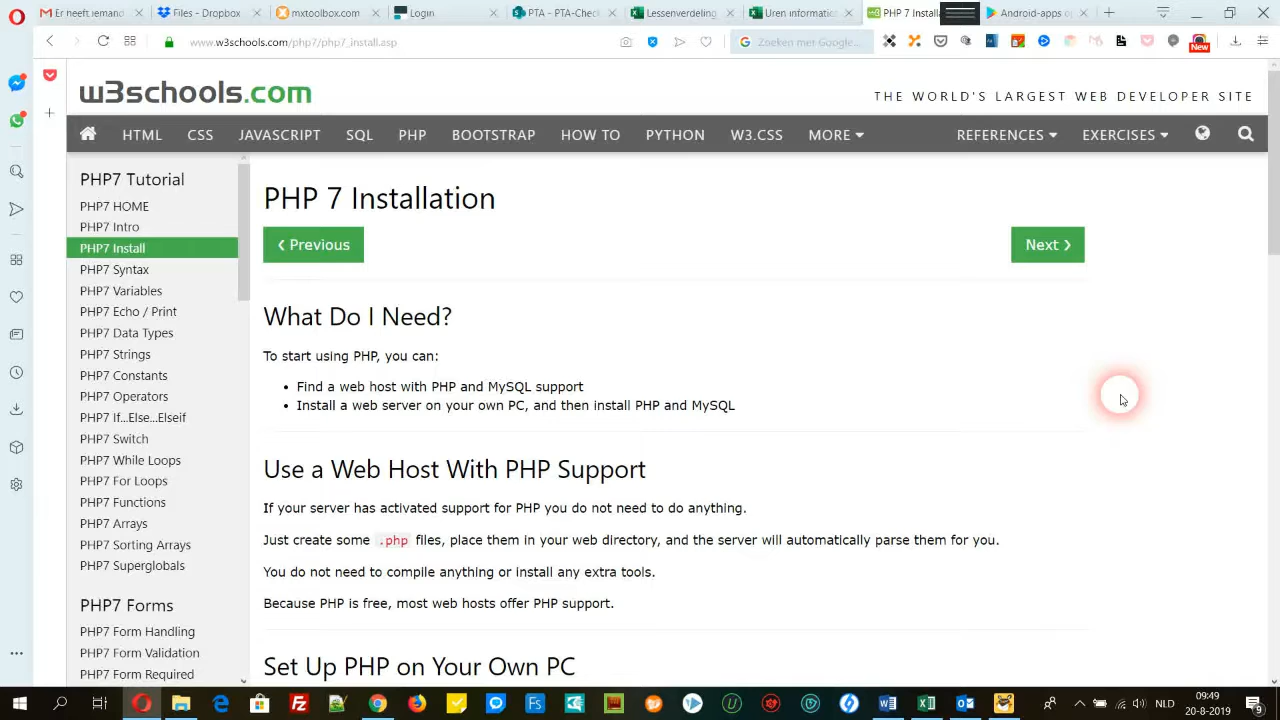 Er remmen 3 and
Files - Dropbox
mxtoolbox.com
Join
PTA – PTA-Chec
Lessentabel
Uren informatic
PHP 7 Install
Android
www.w3schools.com/php7/php7_install.asp
Zoeken mer Google...
New
w3schools.com
THE WORLD'S LARGEST WEB DEVELOPER SITE
HTML CSS JAVASCRIPT SQL PHP BOOTSTRAP HOW TO PYTHON W3.CSS MORE REFERENCES EXERCISES
PHP7 Tutorial
PHP7 HOME
PHP7 Intro
PHP7 Install
PHP7 Syntax
PHP7 Variables
PHP7 Echo / Print
PHP7 Data Types
PHP7 Strings
PHP7 Constants
PHP7 Operators
PHP7 If...Else...Elseif
PHP7 Switch
PHP7 While Loops
PHP7 For Loops
PHP7 Functions
PHP7 Arrays
PHP7 Sorting Arrays
PHP7 Superglobals
PHP7 Forms
PHP7 Form Handling
PHP7 Form Validation
PHP7 Form Required
PHP 7 Installation
❮ Previous
Next ❯
What Do I Need?
To start using PHP, you can:
• Find a web host with PHP and MySQL support
• Install a web server on your own PC, and then install PHP and MySQL
Use a Web Host With PHP Support
If your server has activated support for PHP you do not need to do anything.
Just create some .php files, place them in your web directory, and the server will automatically parse them for you.
You do not need to compile anything or install any extra tools.
Because PHP is free, most web hosts offer PHP support.
Set Up PHP on Your Own PC
NLD
09:49
20-8-2019